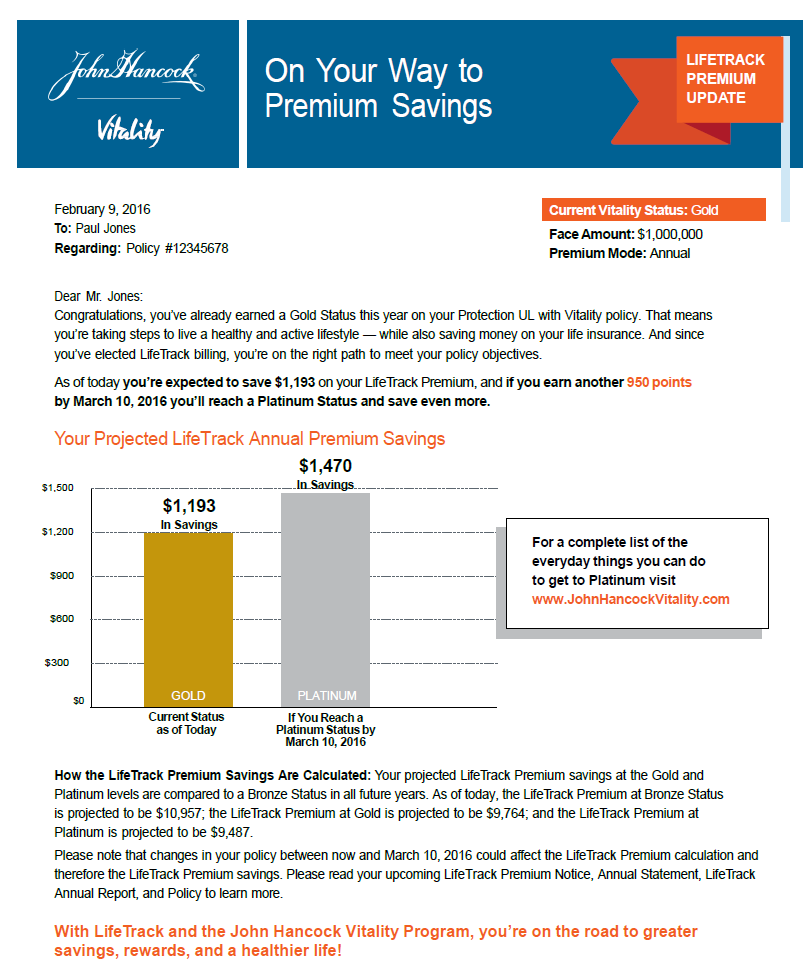 John Hancock®
Vitality
On Your Way to
Premium Savings
LIFETRACK
PREMIUM
UPDATE
February 9, 2016
To: Paul Jones
Regarding: Policy #12345678
Current Vitality Status: Gold
Face Amount: $1,000,000
Premium Mode: Annual
Dear Mr. Jones:
Congratulations, you've already earned a Gold Status this year on your Protection UL with Vitality policy. That means
you're taking steps to live a healthy and active lifestyle — while also saving money on your life insurance. And since
you've elected LifeTrack billing, you're on the right path to meet your policy objectives.
As of today you're expected to save $1,193 on your LifeTrack Premium, and if you earn another 950 points
by March 10, 2016 you'll reach a Platinum Status and save even more.
Your Projected LifeTrack Annual Premium Savings
$1,470
In Savings
$1,193
In Savings
$1,500
$1,200
$900
$600
$300
$0
GOLD
PLATINUM
Current Status
as of Today
If You Reach a
Platinum Status by
March 10, 2016
For a complete list of the
everyday things you can do
to get to Platinum visit
www.JohnHancockVitality.com
How the LifeTrack Premium Savings Are Calculated: Your projected LifeTrack Premium savings at the Gold and
Platinum levels are compared to a Bronze Status in all future years. As of today, the LifeTrack Premium at Bronze Status
is projected to be $10,957; the LifeTrack Premium at Gold is projected to be $9,764; and the LifeTrack Premium at
Platinum is projected to be $9,487.
Please note that changes in your policy between now and March 10, 2016 could affect the LifeTrack Premium calculation and
therefore the LifeTrack Premium savings. Please read your upcoming LifeTrack Premium Notice, Annual Statement, LifeTrack
Annual Report, and Policy to learn more.
With LifeTrack and the John Hancock Vitality Program, you're on the road to greater
savings, rewards, and a healthier life!